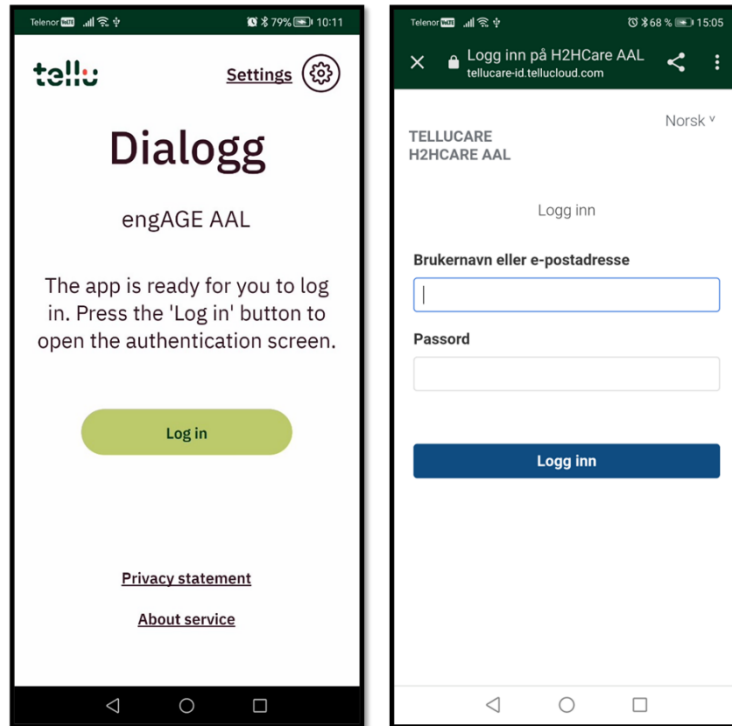 Telenor VoLTE 79% 10:11
tellu
Settings
Dialogg
engAGE AAL
The app is ready for you to log
in. Press the 'Log in' button to
open the authentication screen.
Log in
Privacy statement
About service
Telenor VoLTE 68 % 15:05
Logg inn på H2HCare AAL
tellucare-id.tellucloud.com
Norsk
TELLUCARE
H2HCARE AAL
Logg inn
Brukernavn eller e-postadresse
Passord
Logg inn